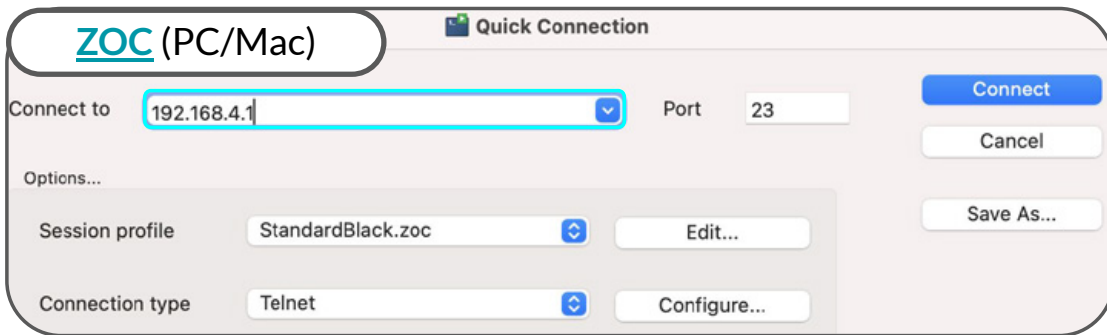 ZOC (PC/Mac)
Quick Connection
Connect to 192.168.4.1 Port 23 Connect
Cancel
Options...
Session profile StandardBlack.zoc Edit... Save As...
Connection type Telnet Configure...